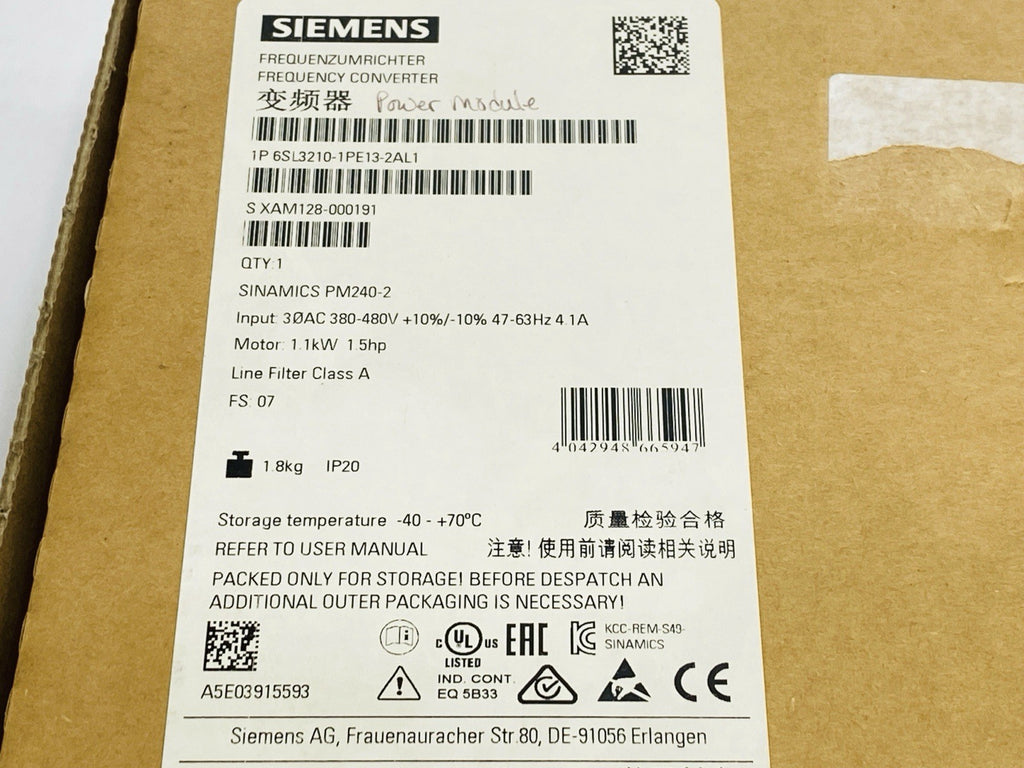 SIEMENS
FREQUENZUMRICHTER
FREQUENCY CONVERTER
变频器 Power Module
1P 6SL3210-1PE13-2AL1
S XAM128-000191
QTY:1
SINAMICS PM240-2
Input: 3ØAC 380-480V +10%/-10% 47-63Hz 4.1A
Motor: 1.1kW 1.5hp
Line Filter Class A
FS: 07
4 042948 665947
1.8kg IP20
Storage temperature -40 - +70ºC 质量检验合格
REFER TO USER MANUAL 注意! 使用前请阅读相关说明
PACKED ONLY FOR STORAGE! BEFORE DESPATCH AN
ADDITIONAL OUTER PACKAGING IS NECESSARY!
C UL US EAC KCC-REM-S49-
LISTED SINAMICS
IND. CONT.
A5E03915593 EQ 5B33 CE
Siemens AG, Frauenauracher Str.80, DE-91056 Erlangen